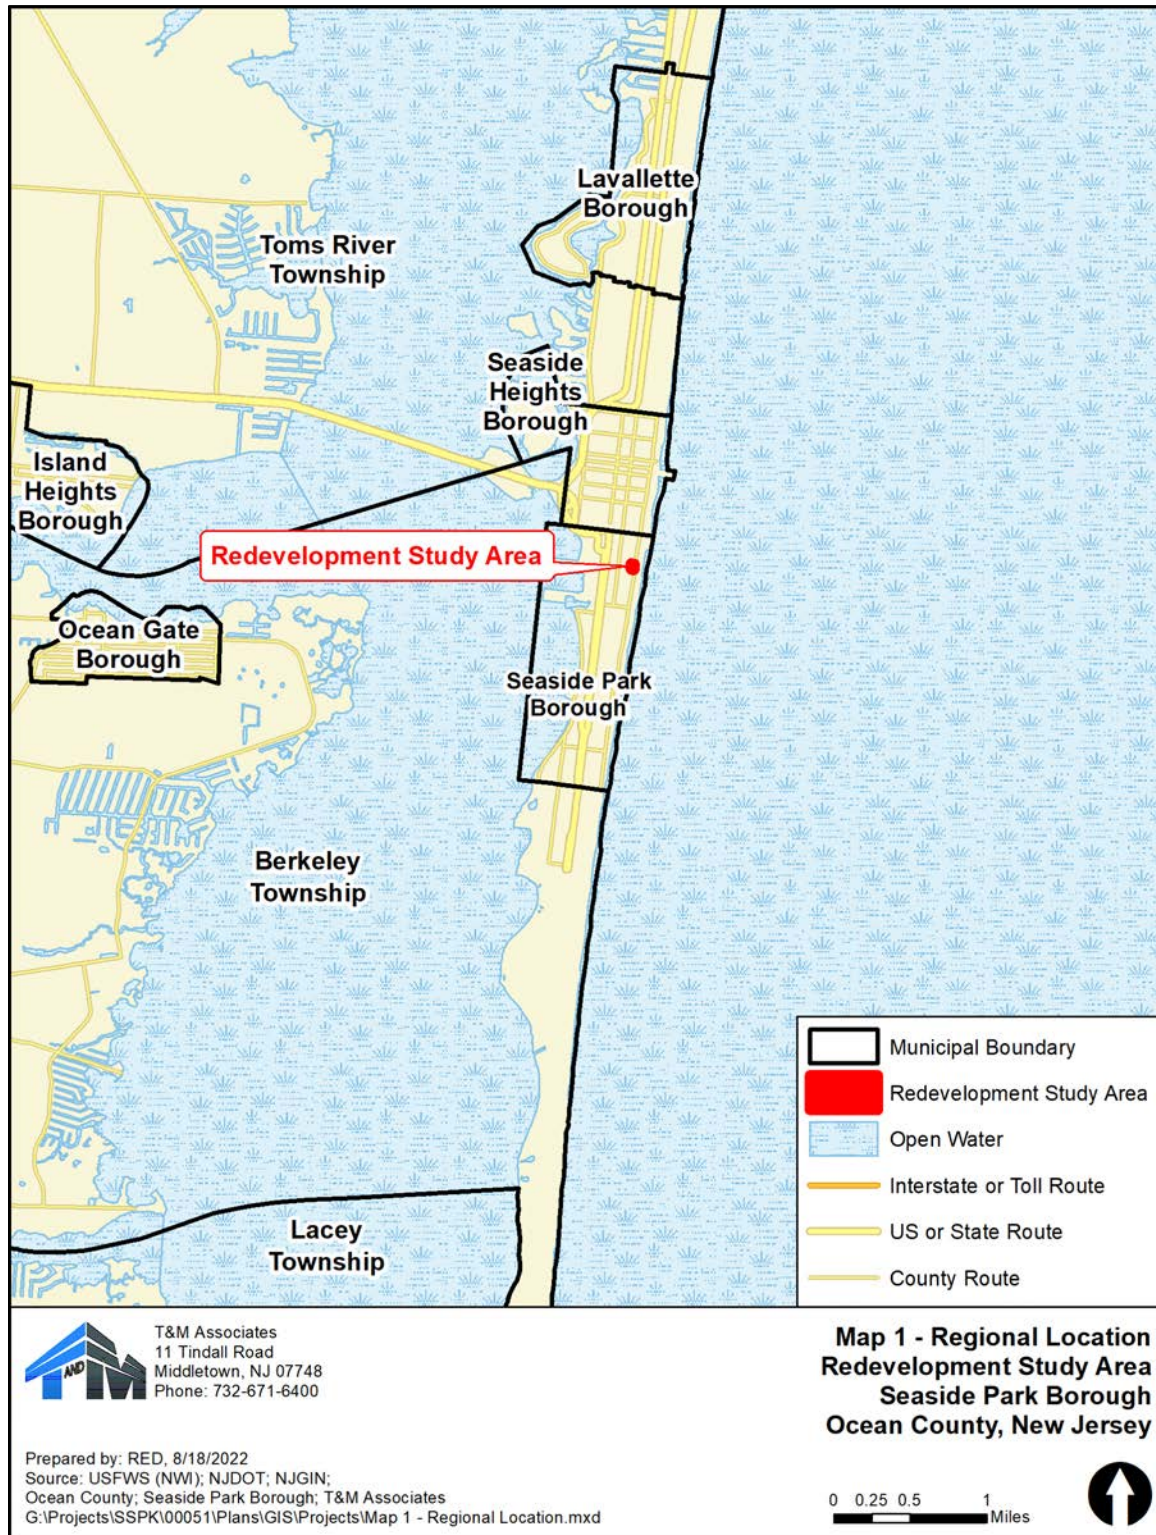 Lavallette
Borough
Toms River
Township
Seaside
Heights
Borough
Island
Heights
Borough
Redevelopment Study Area
Ocean Gate
Borough
Seaside Park
Borough
Berkeley
Township
Lacey
Township
Municipal Boundary
Redevelopment Study Area
Open Water
Interstate or Toll Route
US or State Route
County Route
T AND M
T&M Associates
11 Tindall Road
Middletown, NJ 07748
Phone: 732-671-6400
Map 1 - Regional Location
Redevelopment Study Area
Seaside Park Borough
Ocean County, New Jersey
Prepared by: RED, 8/18/2022
Source: USFWS (NWI); NJDOT; NJGIN;
Ocean County; Seaside Park Borough; T&M Associates
G:\Projects\SSPK\00051\Plans\GIS\Projects\Map 1 - Regional Location.mxd
0 0.25 0.5 1
Miles